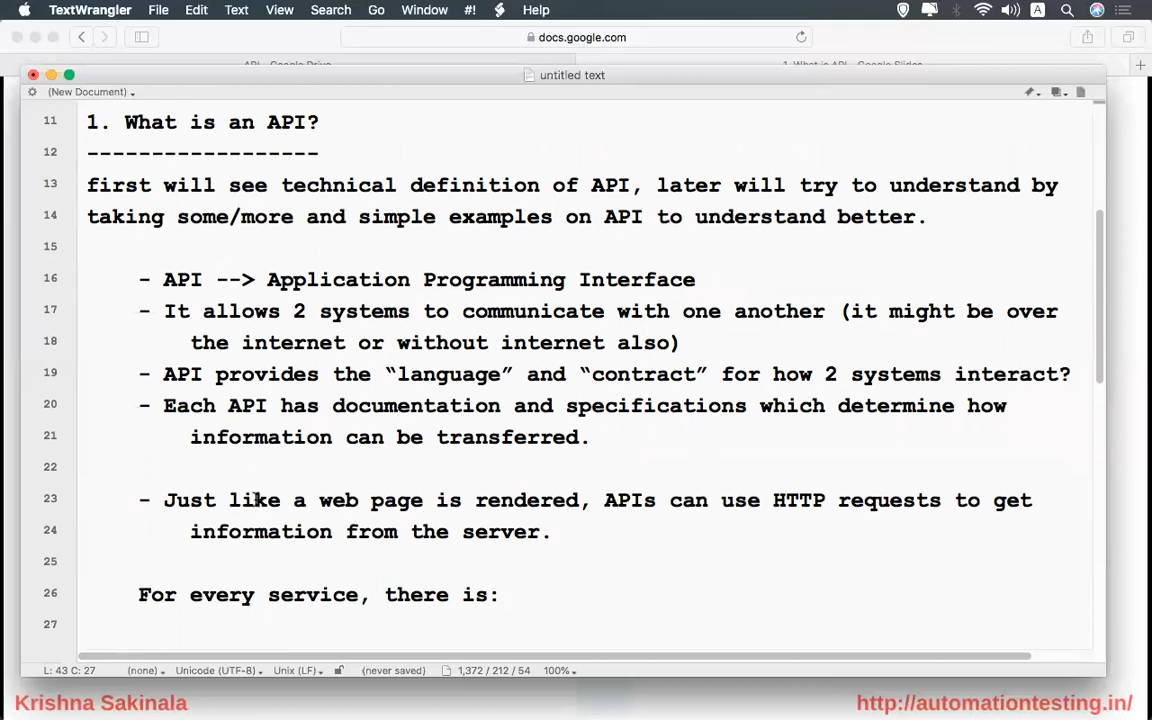 TextWrangler File Edit Text View Search Go Window #! Help A
docs.google.com
untitled text
(New Document)
11 1. What is an API?
12 ------------------
13 first will see technical definition of API, later will try to understand by
14 taking some/more and simple examples on API to understand better.
15
16 - API --> Application Programming Interface
17 - It allows 2 systems to communicate with one another (it might be over
18 the internet or without internet also)
19 - API provides the “language” and “contract” for how 2 systems interact?
20 - Each API has documentation and specifications which determine how
21 information can be transferred.
22
23 - Just like a web page is rendered, APIs can use HTTP requests to get
24 information from the server.
25
26 For every service, there is:
27
L: 43 C: 27 (none) Unicode (UTF-8) Unix (LF) (never saved) 1,372 / 212 / 54 100%
Krishna Sakinala http://automationtesting.in/